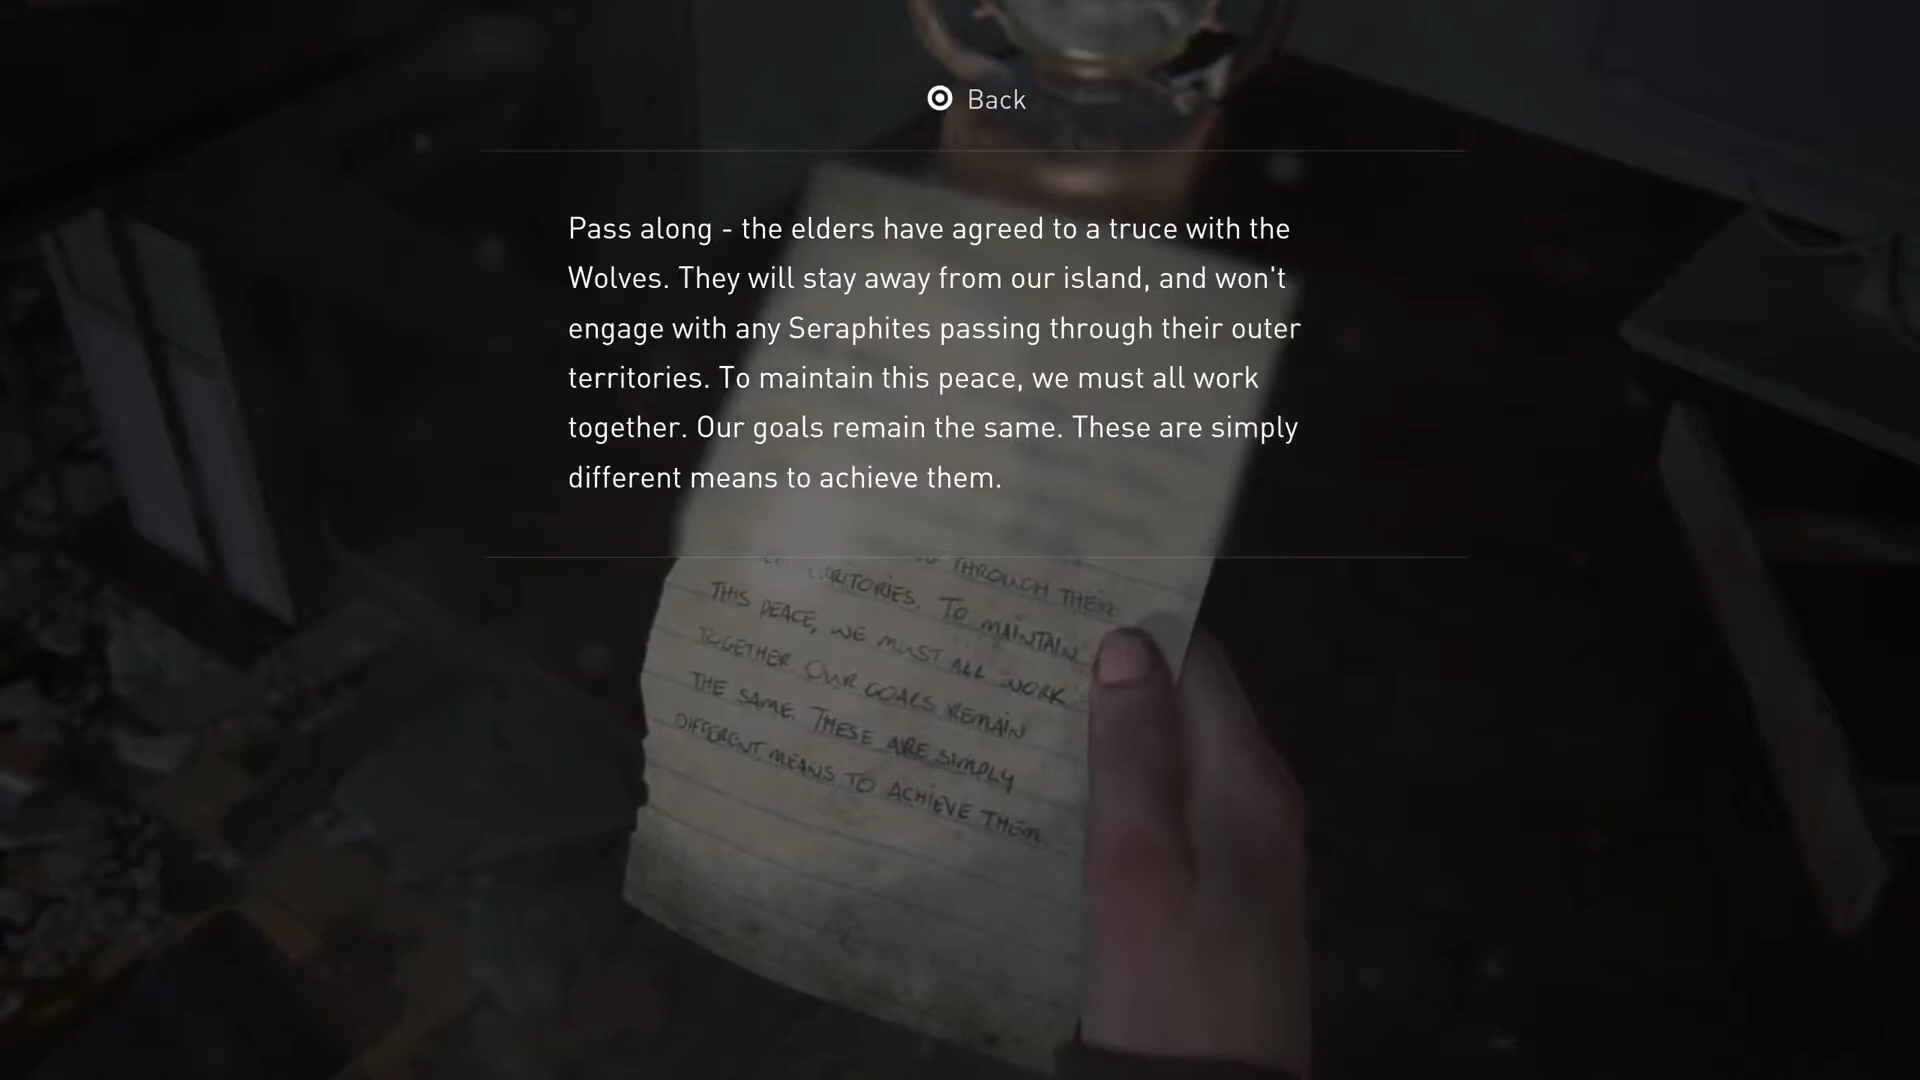 Back
Pass along - the elders have agreed to a truce with the
Wolves. They will stay away from our island, and won't
engage with any Seraphites passing through their outer
territories. To maintain this peace, we must all work
together. Our goals remain the same. These are simply
different means to achieve them.
THROUGH THEIR
TO MAINTAIN
THIS PEACE, WE MUST ALL WORK
TOGETHER. OUR GOALS REMAIN
THE SAME. THESE ARE SIMPLY
DIFFERENT MEANS TO ACHIEVE THEM.